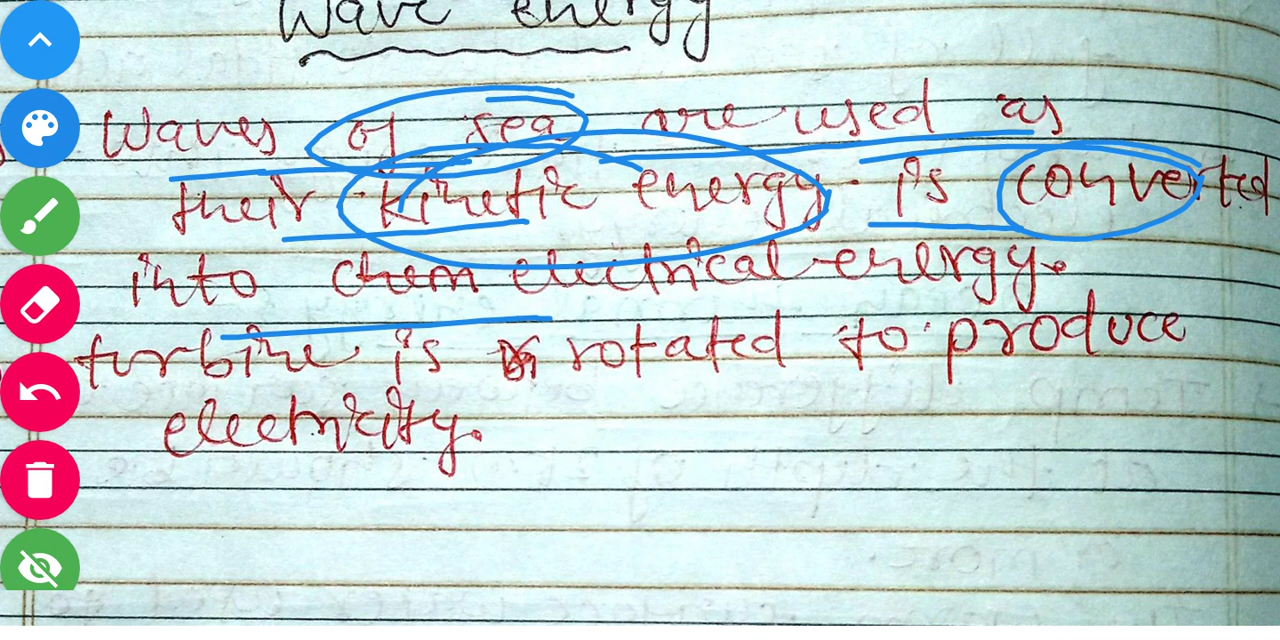 Wave energy
Waves of sea are used as
their kinetic energy is converted
into chem electrical energy.
turbine is rotated to produce
electricity.